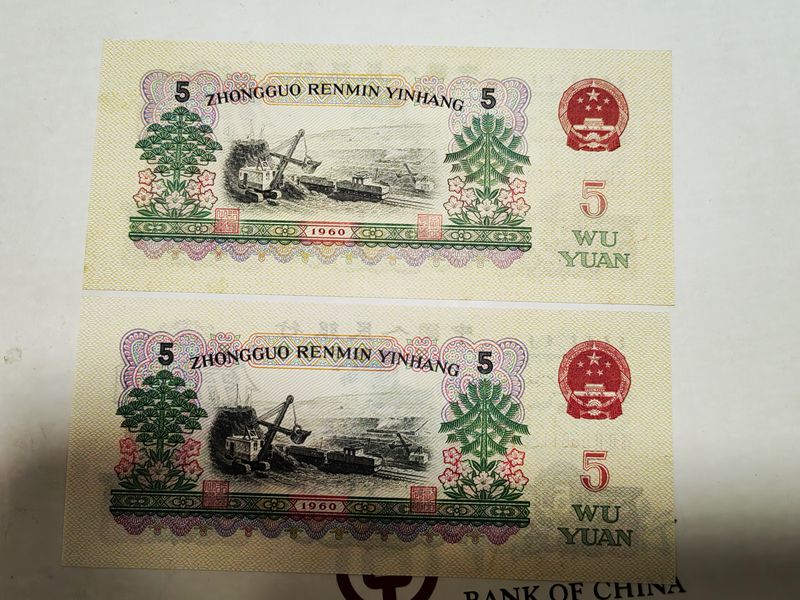 5 ZHONGGUO RENMIN YINHANG 5
5
1960
WU
YUAN
5 ZHONGGUO RENMIN YINHANG 5
5
1960
WU
YUAN
BANK OF CHINA